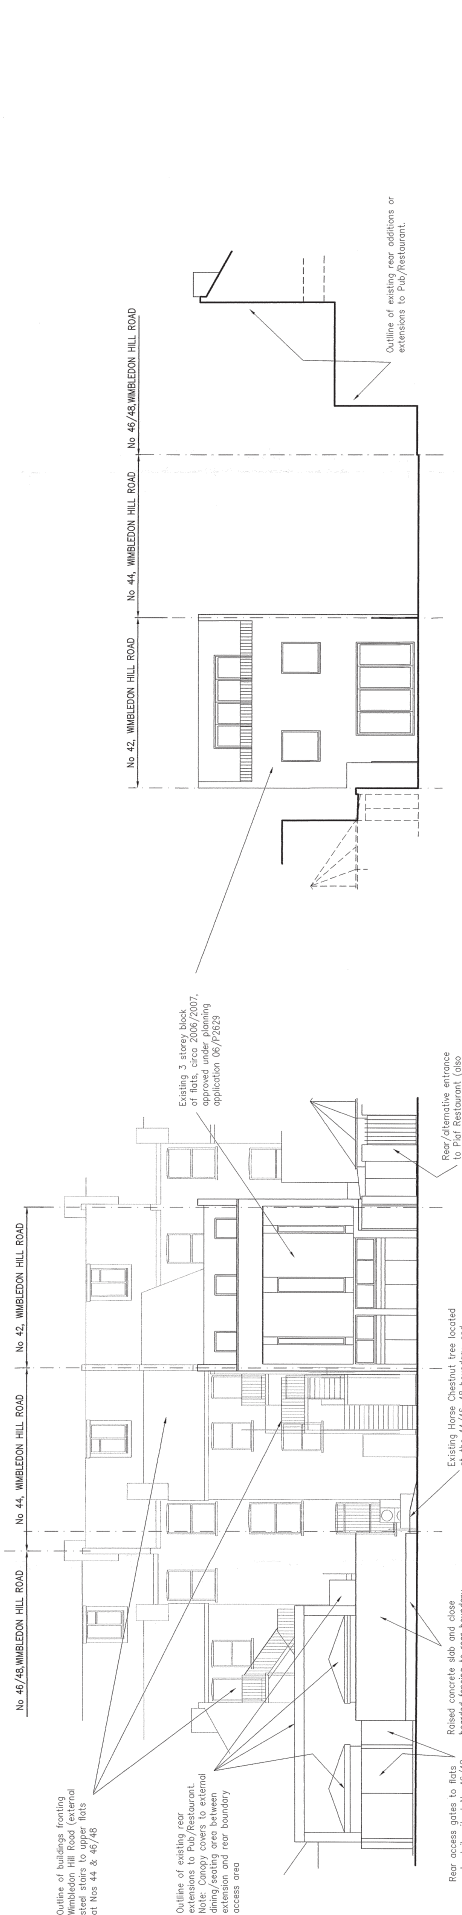 No 46/48,WIMBLEDON HILL ROAD
No 44, WIMBLEDON HILL ROAD
No 42, WIMBLEDON HILL ROAD
Outline of buildings fronting
Wimbledon Hill Road (external
steel stairs to upper flats
at Nos 44 & 46/48
Outliine of existing rear
extensions to Pub/Restaurant.
Note: Canopy covers to external
dining/seating area between
extension and rear boundary
access area
Rear access gates to flats
Raised concrete slab and close
Existing Horse Chestnut tree located
Rear/alternative entrance
to Piaf Restaurant (also
Existing 3 storey block
of flats, circa 2006/2007,
approved under planning
application 06/P2629
No 42, WIMBLEDON HILL ROAD
No 44, WIMBLEDON HILL ROAD
No 46/48,WIMBLEDON HILL ROAD
Outlline of existing rear additions or
extensions to Pub/Restaurant.